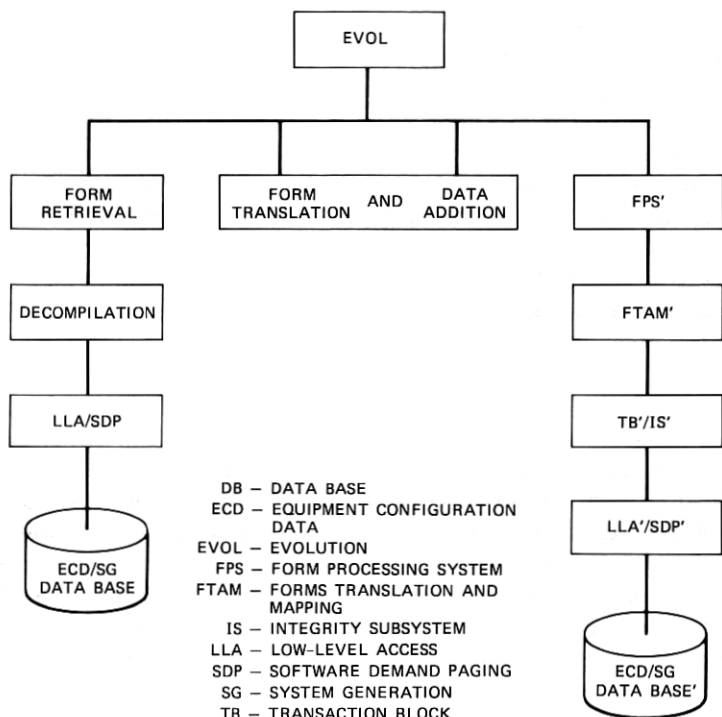 EVOL
FORM
RETRIEVAL
FORM
TRANSLATION
AND
DATA
ADDITION
FPS'
DECOMPILATION
FTAM'
LLA/SDP
TB'/IS'
LLA'/SDP'
ECD/SG
DATA BASE
ECD/SG
DATA BASE'
DB – DATA BASE
ECD – EQUIPMENT CONFIGURATION
DATA
EVOL – EVOLUTION
FPS – FORM PROCESSING SYSTEM
FTAM – FORMS TRANSLATION AND
MAPPING
IS – INTEGRITY SUBSYSTEM
LLA – LOW-LEVEL ACCESS
SDP – SOFTWARE DEMAND PAGING
SG – SYSTEM GENERATION
TB – TRANSACTION BLOCK